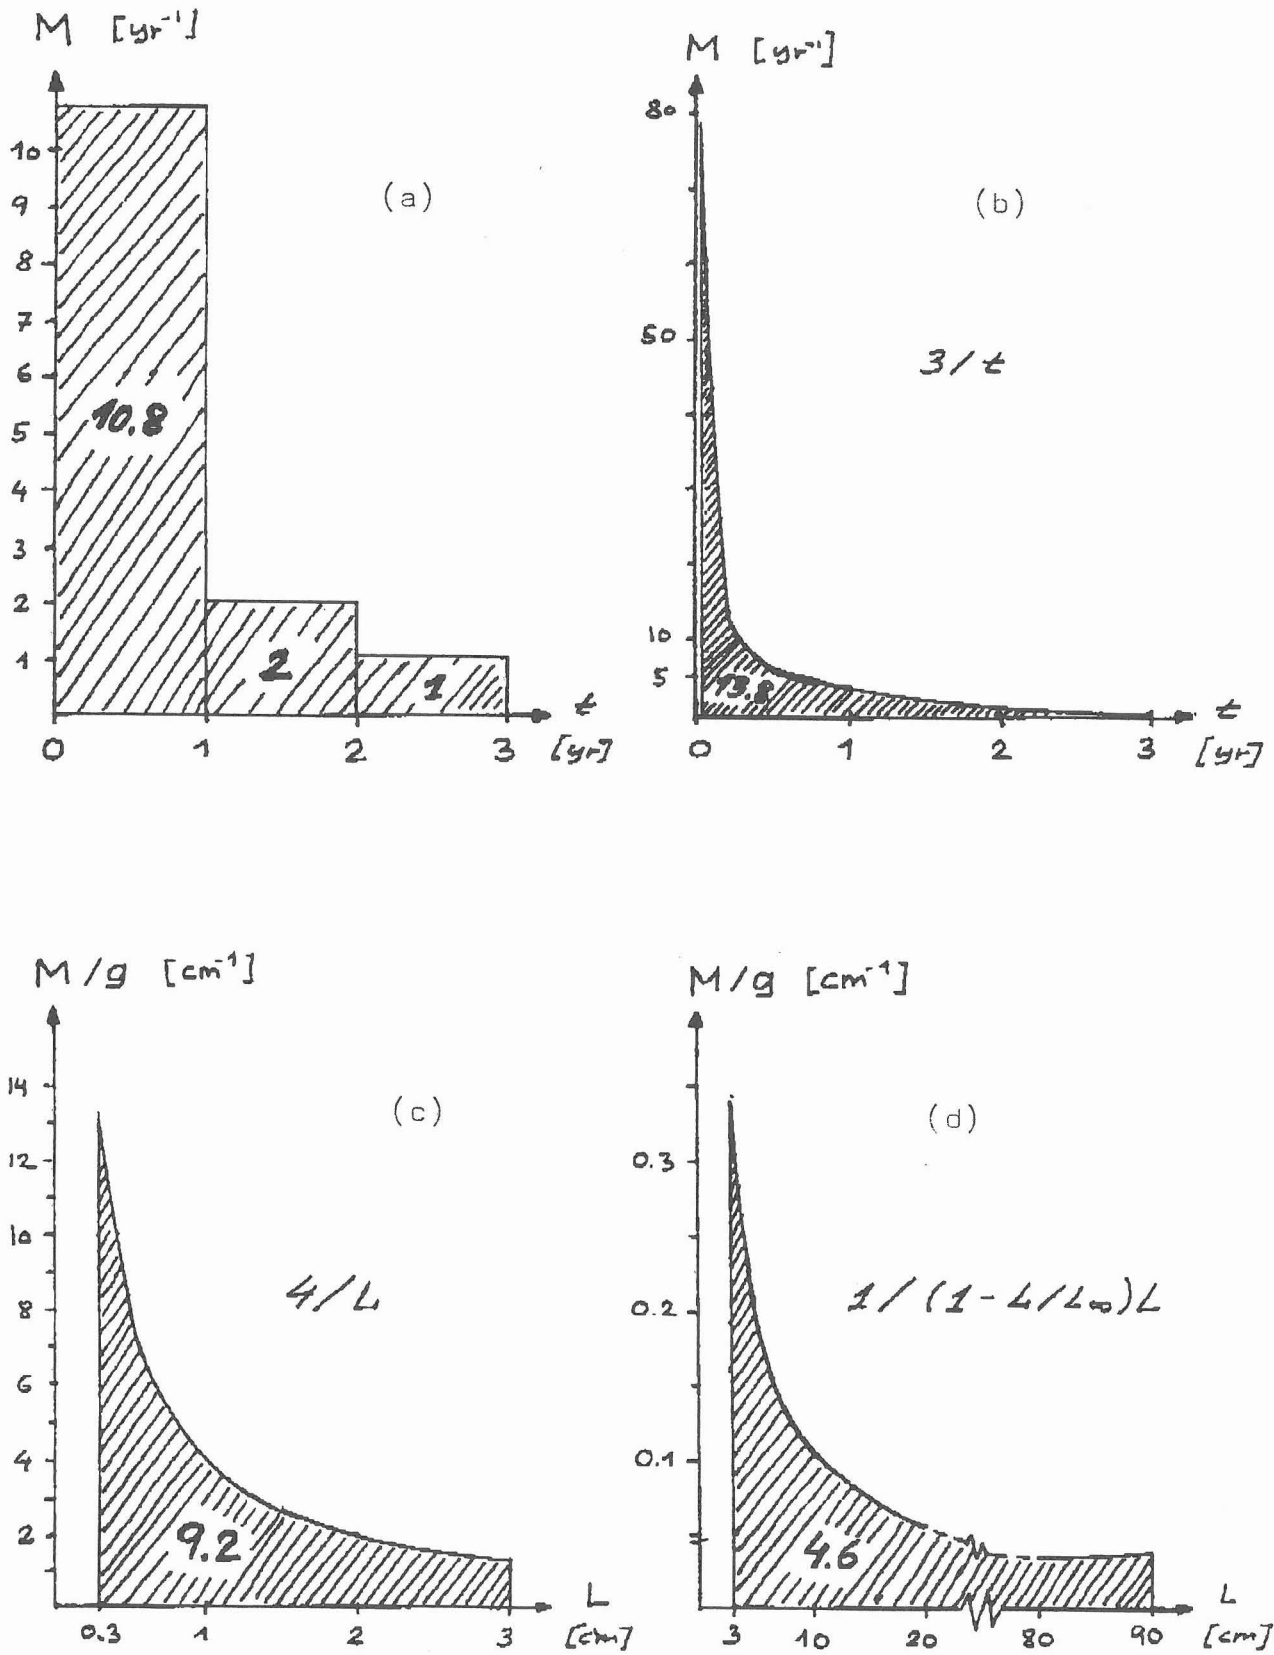 M [yr⁻¹]
10
9
8
7
6
5
4
3
2
1
(a)
10.8
2
1
0 1 2 3 t [yr]
M [yr⁻¹]
80
50
10
5
(b)
3/t
13.8
0 1 2 3 t [yr]
M/g [cm⁻¹]
14
12
10
8
6
4
2
(c)
4/L
9.2
0.3 1 2 3 L [cm]
M/g [cm⁻¹]
0.3
0.2
0.1
(d)
1/(1-L/L∞)L
4.6
3 10 20 80 90 L [cm]